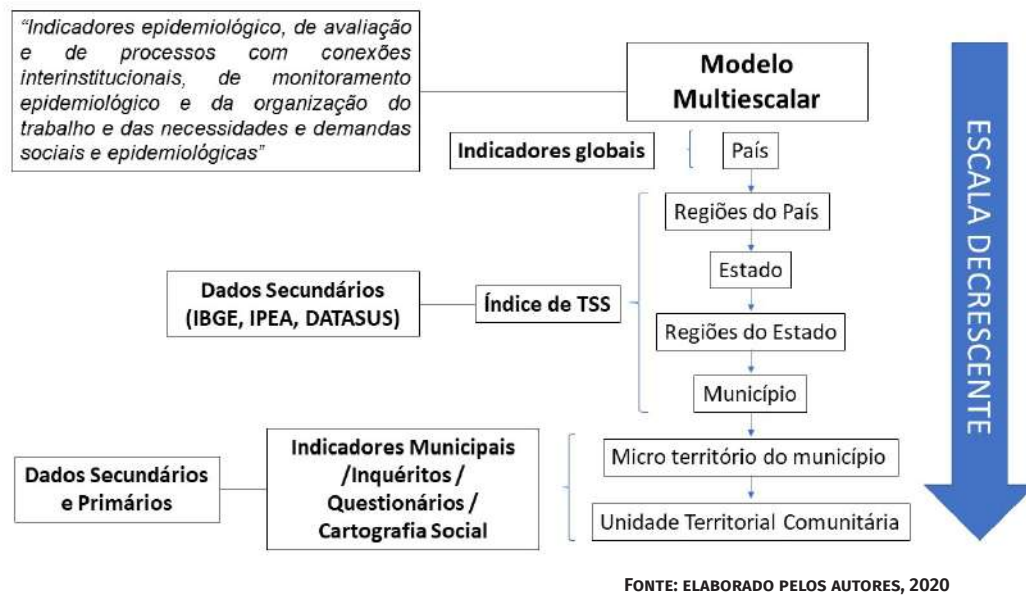 “Indicadores epidemiológico, de avaliação
e de processos com conexões
interinstitucionais, de monitoramento
epidemiológico e da organização do
trabalho e das necessidades e demandas
sociais e epidemiológicas”
Modelo
Multiescalar
Indicadores globais
País
Regiões do País
Estado
Dados Secundários
(IBGE, IPEA, DATASUS)
Índice de TSS
Regiões do Estado
Município
Dados Secundários
e Primários
Indicadores Municipais
/Inquéritos /
Questionários /
Cartografia Social
Micro território do município
Unidade Territorial Comunitária
ESCALA DECRESCENTE
FONTE: ELABORADO PELOS AUTORES, 2020